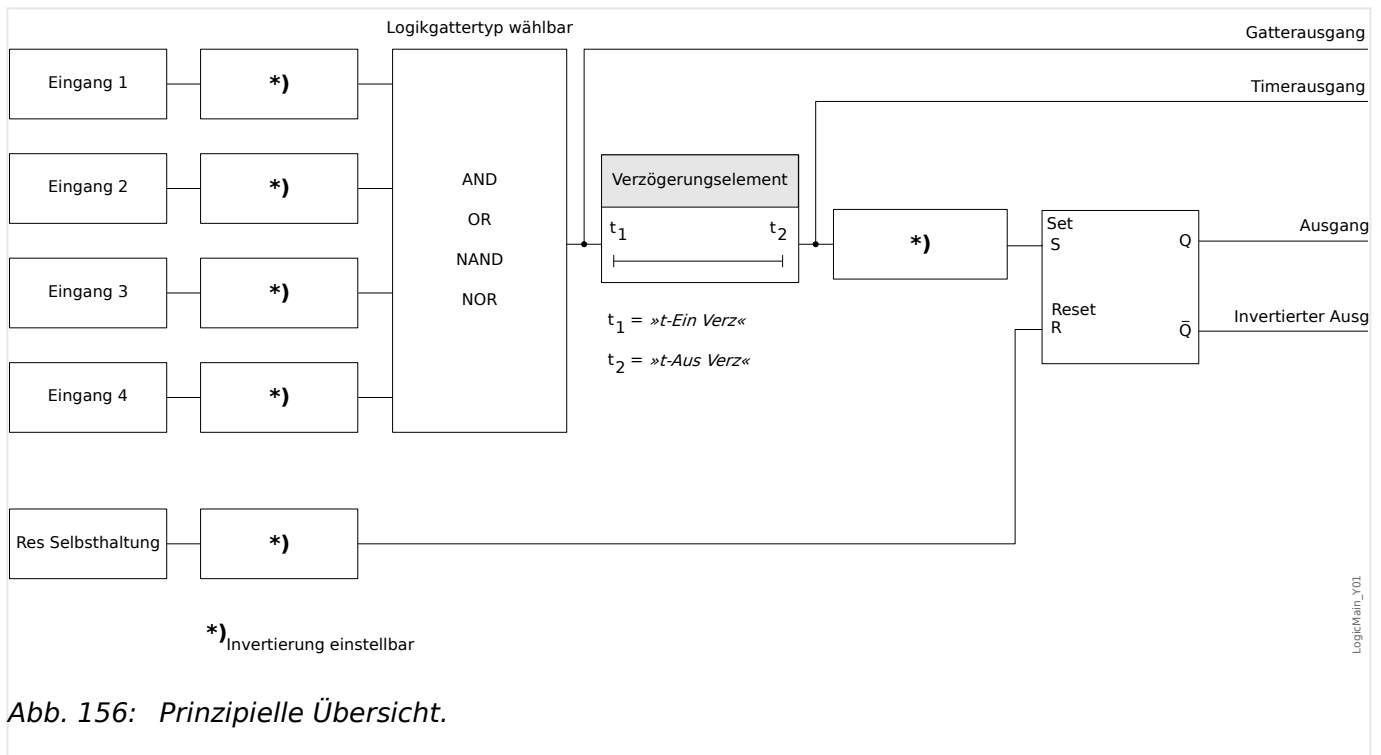 Logikgattertyp wählbar
Gatterausgang
Eingang 1
*)
Timerausgang
Eingang 2
*)
AND
OR
NAND
NOR
Verzögerungselement
t1
t2
*)
Set
S
Q
Ausgang
Eingang 3
*)
t1 = »t-Ein Verz«
t2 = »t-Aus Verz«
Reset
R
Q̅
Invertierter Ausg
Eingang 4
*)
Res Selbsthaltung
*)
*) Invertierung einstellbar
LogicMain_Y01
Abb. 156: Prinzipielle Übersicht.